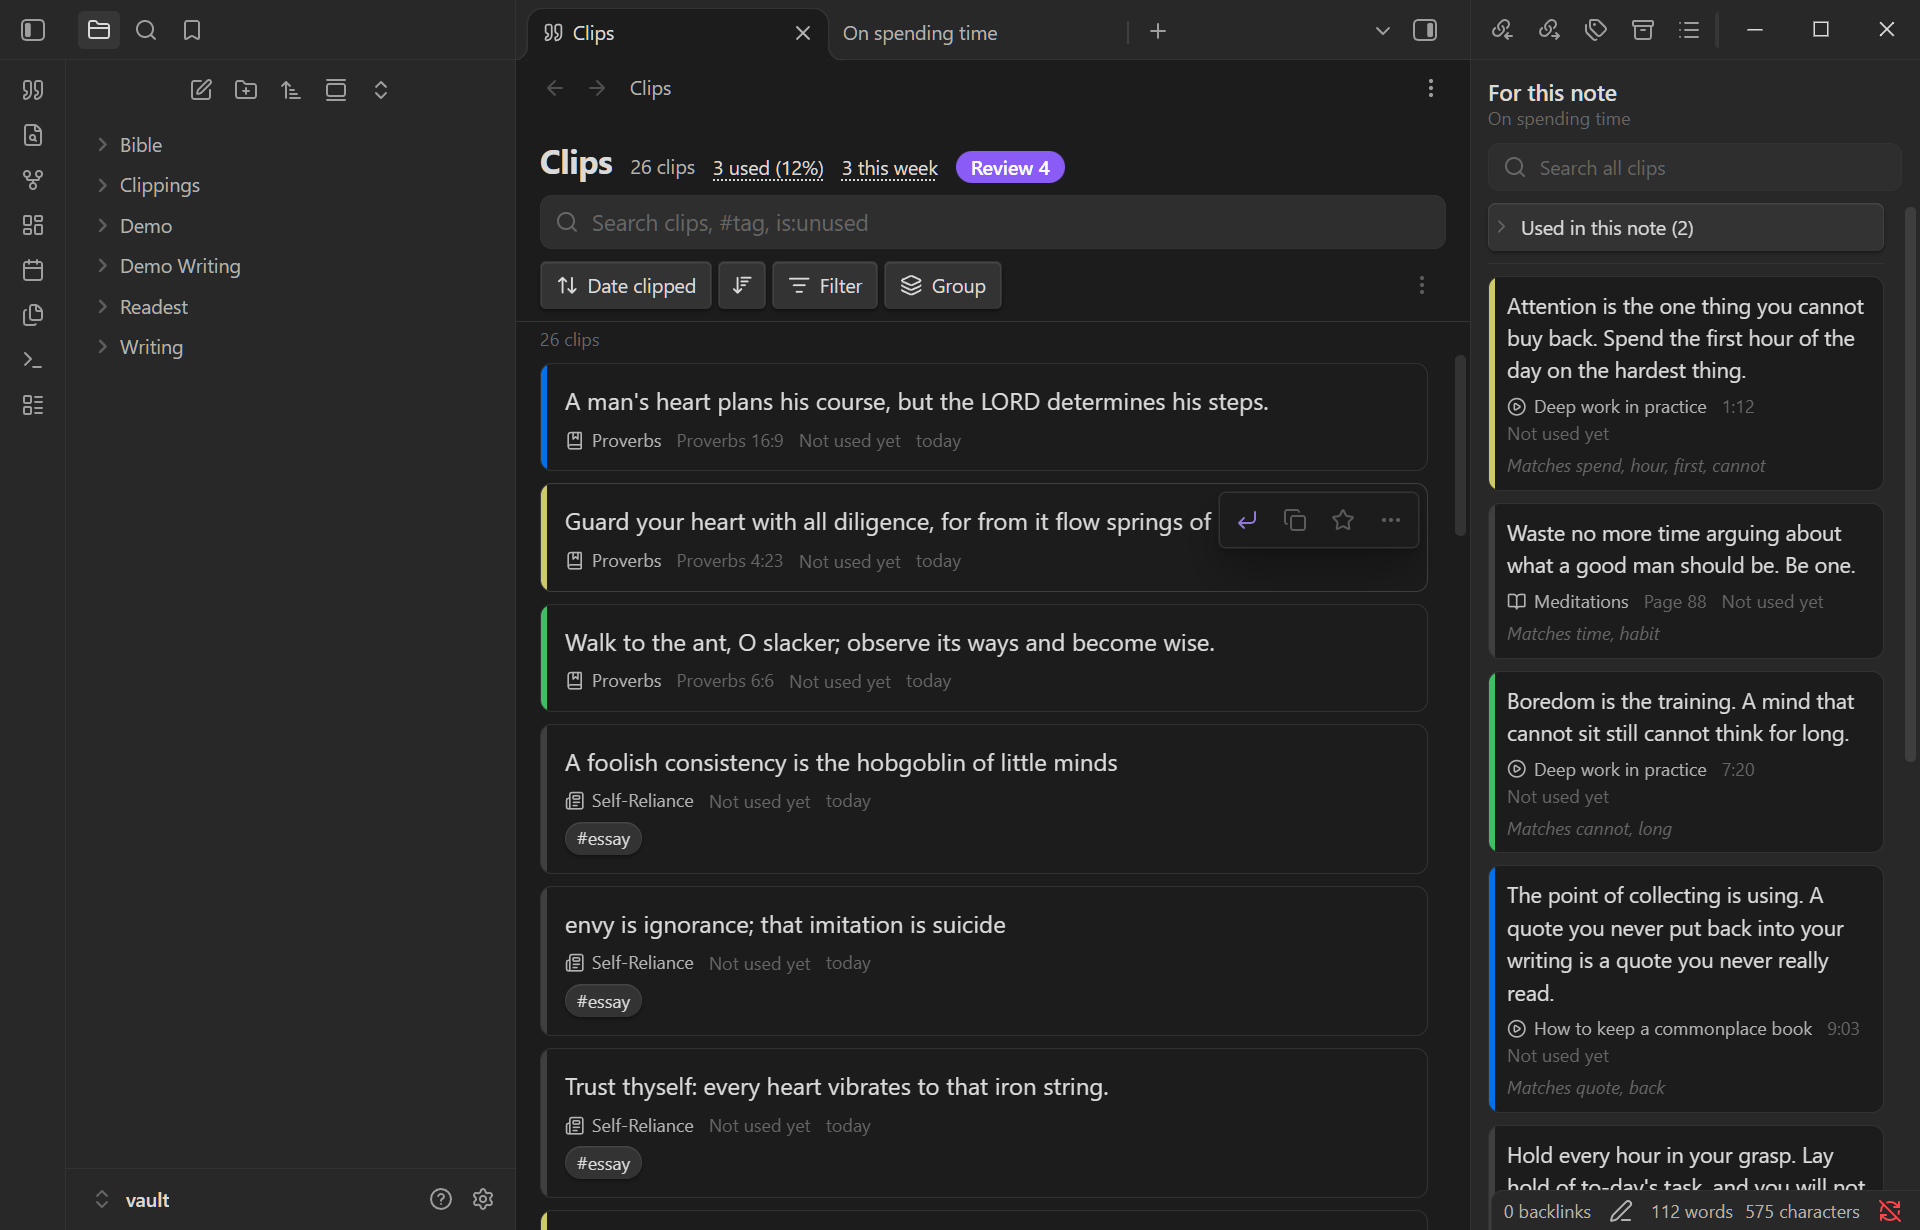 Clips
On spending time
Clips
Bible
Clippings
Demo
Demo Writing
Readest
Writing
vault
Clips
26 clips
3 used (12%)
3 this week
Review 4
Search clips, #tag, is:unused
Date clipped
Filter
Group
26 clips
A man's heart plans his course, but the LORD determines his steps.
Proverbs Proverbs 16:9 Not used yet today
Guard your heart with all diligence, for from it flow springs of
Proverbs Proverbs 4:23 Not used yet today
Walk to the ant, O slacker; observe its ways and become wise.
Proverbs Proverbs 6:6 Not used yet today
A foolish consistency is the hobgoblin of little minds
Self-Reliance Not used yet today
#essay
envy is ignorance; that imitation is suicide
Self-Reliance Not used yet today
#essay
Trust thyself: every heart vibrates to that iron string.
Self-Reliance Not used yet today
#essay
For this note
On spending time
Search all clips
Used in this note (2)
Attention is the one thing you cannot
buy back. Spend the first hour of the
day on the hardest thing.
Deep work in practice 1:12
Not used yet
Matches spend, hour, first, cannot
Waste no more time arguing about
what a good man should be. Be one.
Meditations Page 88 Not used yet
Matches time, habit
Boredom is the training. A mind that
cannot sit still cannot think for long.
Deep work in practice 7:20
Not used yet
Matches cannot, long
The point of collecting is using. A
quote you never put back into your
writing is a quote you never really
read.
How to keep a commonplace book 9:03
Not used yet
Matches quote, back
Hold every hour in your grasp. Lay
hold of to-day's task, and you will not
0 backlinks
112 words 575 characters